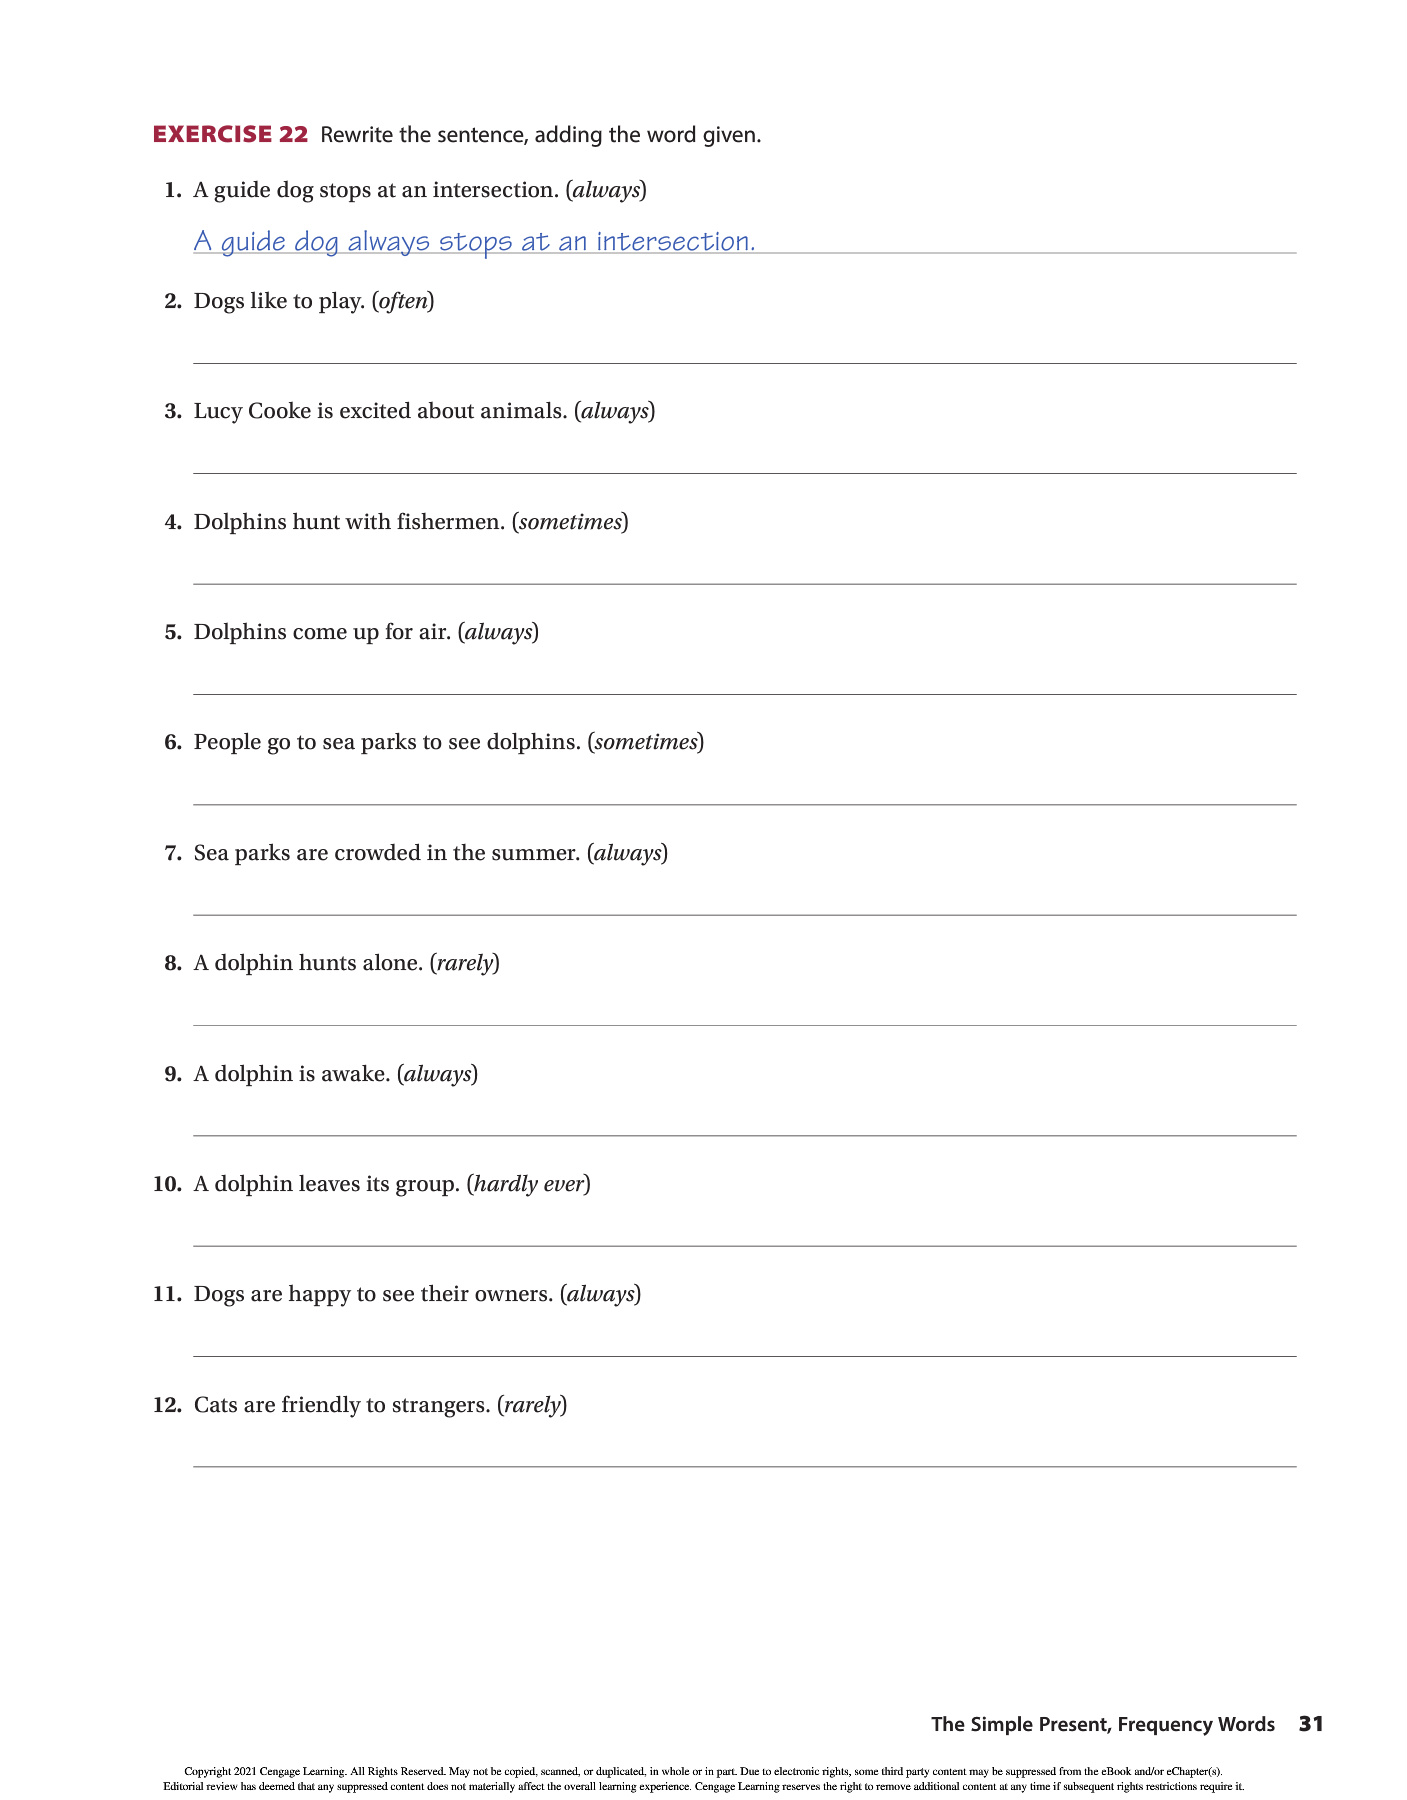 EXERCISE 22 Rewrite the sentence, adding the word given.
1. A guide dog stops at an intersection. (always)
A guide dog always stops at an intersection.
2. Dogs like to play. (often)
3. Lucy Cooke is excited about animals. (always)
4. Dolphins hunt with fishermen. (sometimes)
5. Dolphins come up for air. (always)
6. People go to sea parks to see dolphins. (sometimes)
7. Sea parks are crowded in the summer. (always)
8. A dolphin hunts alone. (rarely)
9. A dolphin is awake. (always)
10. A dolphin leaves its group. (hardly ever)
11. Dogs are happy to see their owners. (always)
12. Cats are friendly to strangers. (rarely)
The Simple Present, Frequency Words 31
Copyright 2021 Cengage Learning. All Rights Reserved. May not be copied, scanned, or duplicated, in whole or in part. Due to electronic rights, some third party content may be suppressed from the eBook and/or eChapter(s).
Editorial review has deemed that any suppressed content does not materially affect the overall learning experience. Cengage Learning reserves the right to remove additional content at any time if subsequent rights restrictions require it.